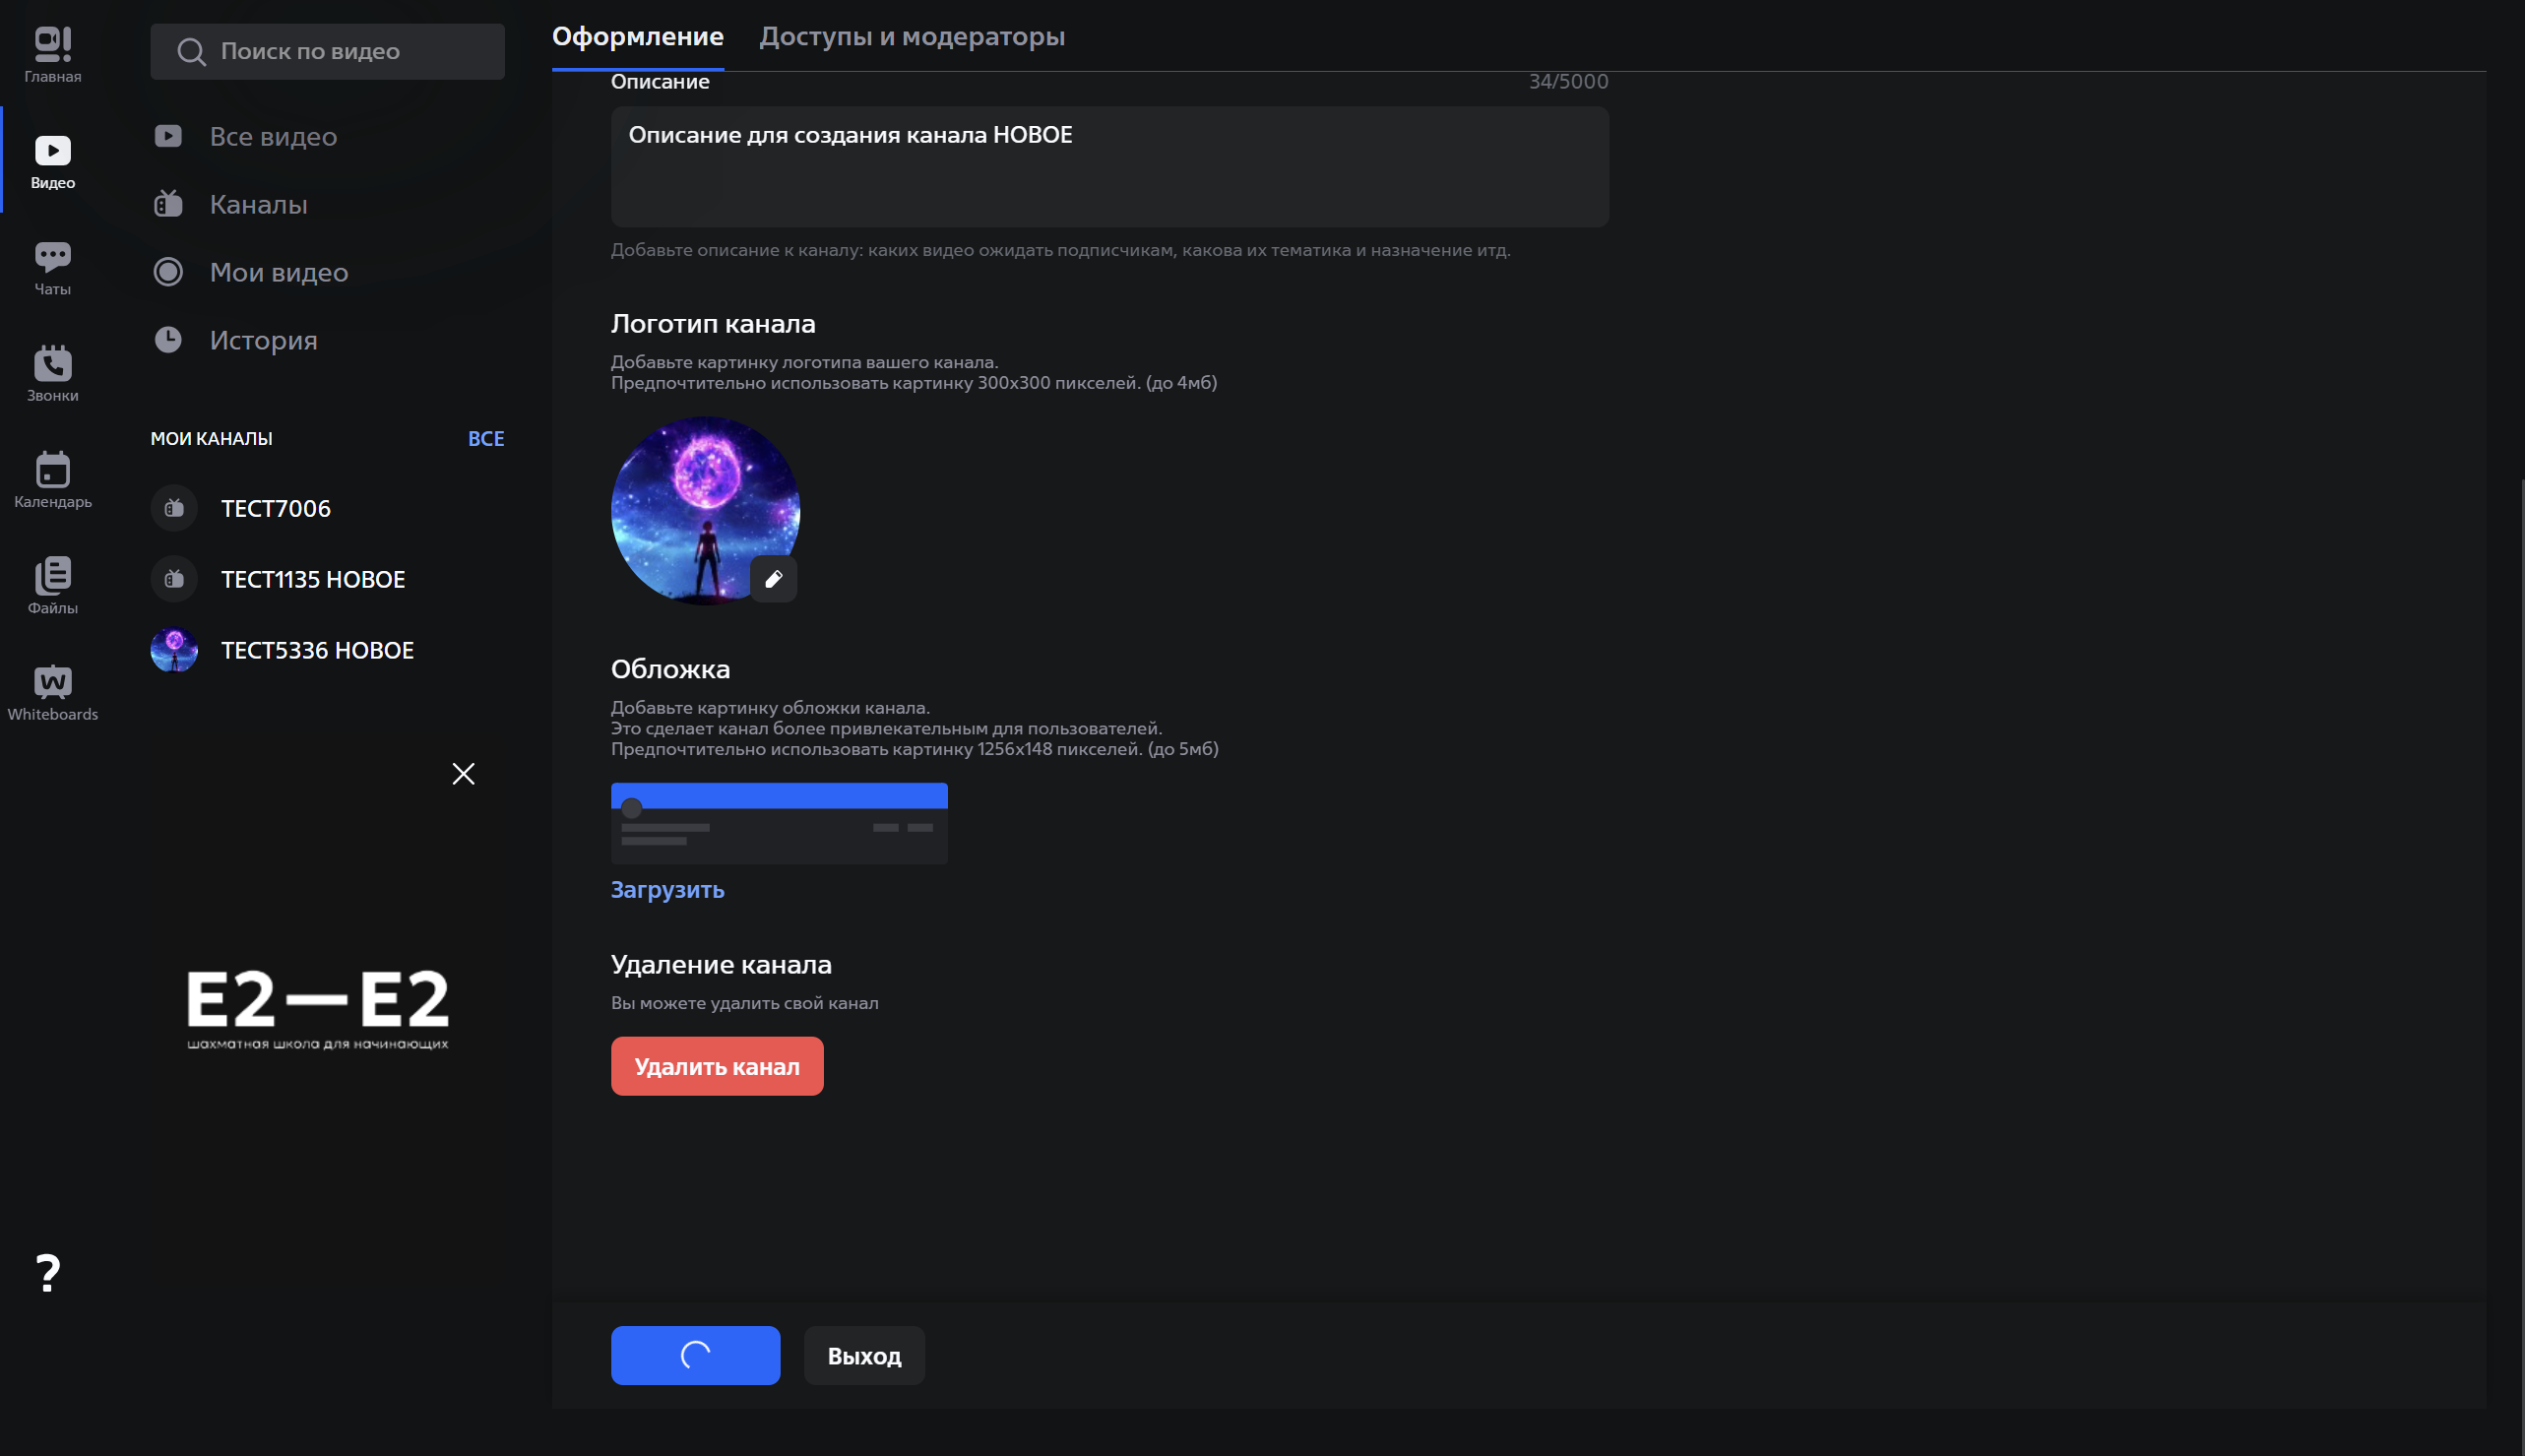 Главная
Видео
Чаты
Звонки
Календарь
Файлы
Whiteboards
?
Поиск по видео
Все видео
Каналы
Мои видео
История
МОИ КАНАЛЫ ВСЕ
ТЕСТ7006
ТЕСТ1135 НОВОЕ
ТЕСТ5336 НОВОЕ
E2—E2
шахматная школа для начинающих
Оформление Доступы и модераторы
Описание 34/5000
Описание для создания канала НОВОЕ
Добавьте описание к каналу: каких видео ожидать подписчикам, какова их тематика и назначение итд.
Логотип канала
Добавьте картинку логотипа вашего канала.
Предпочтительно использовать картинку 300x300 пикселей. (до 4мб)
Обложка
Добавьте картинку обложки канала.
Это сделает канал более привлекательным для пользователей.
Предпочтительно использовать картинку 1256x148 пикселей. (до 5мб)
Загрузить
Удаление канала
Вы можете удалить свой канал
Удалить канал
Выход